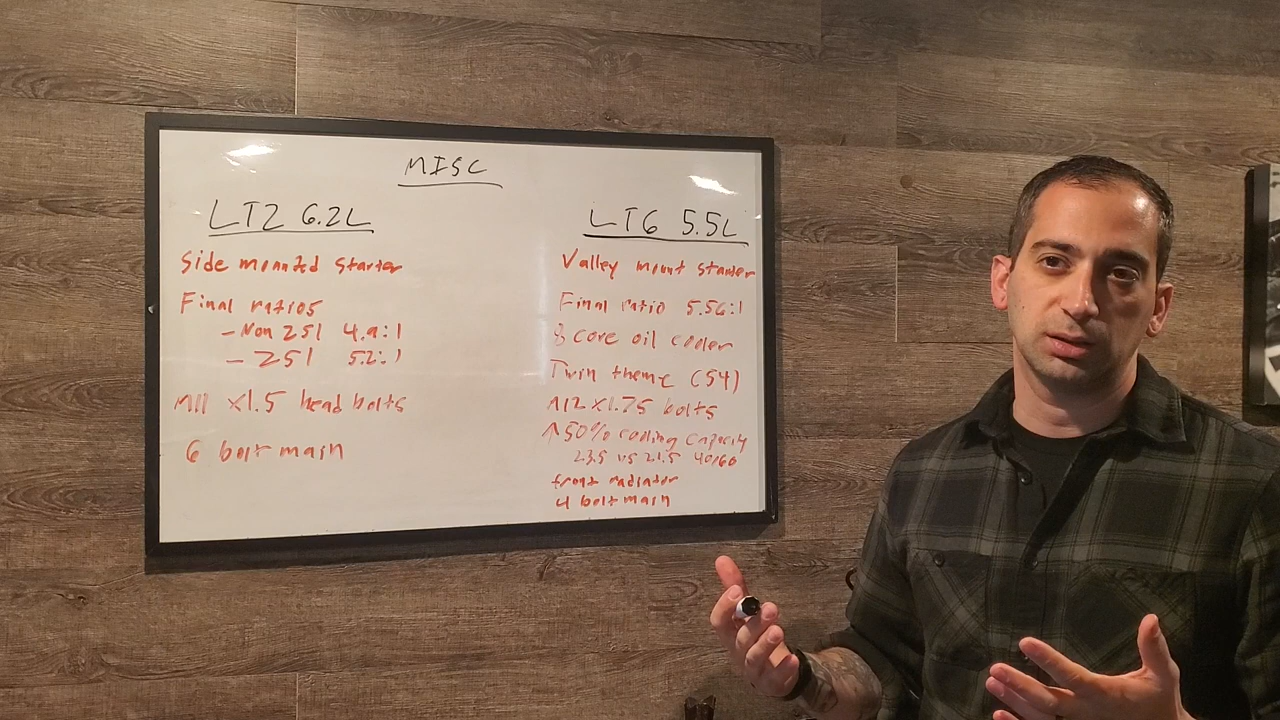 MISC
LT2 6.2L
Side mounted starter
Final ratios
- Non Z51 4.9:1
- Z51 5.2:1
M11 x1.5 head bolts
6 bolt main
LT6 5.5L
Valley mount starter
Final ratio 5.56:1
8 core oil cooler
Twin theme (54)
M12 x 1.75 bolts
↑50% cooling capacity
23.5 vs 21.5 40/60
front radiator
4 bolt main